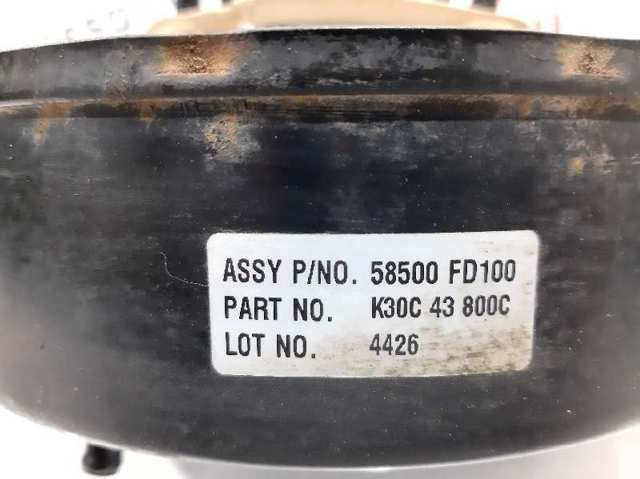 ASSY P/NO. 58500 FD100
PART NO. K30C 43 800C
LOT NO. 4426